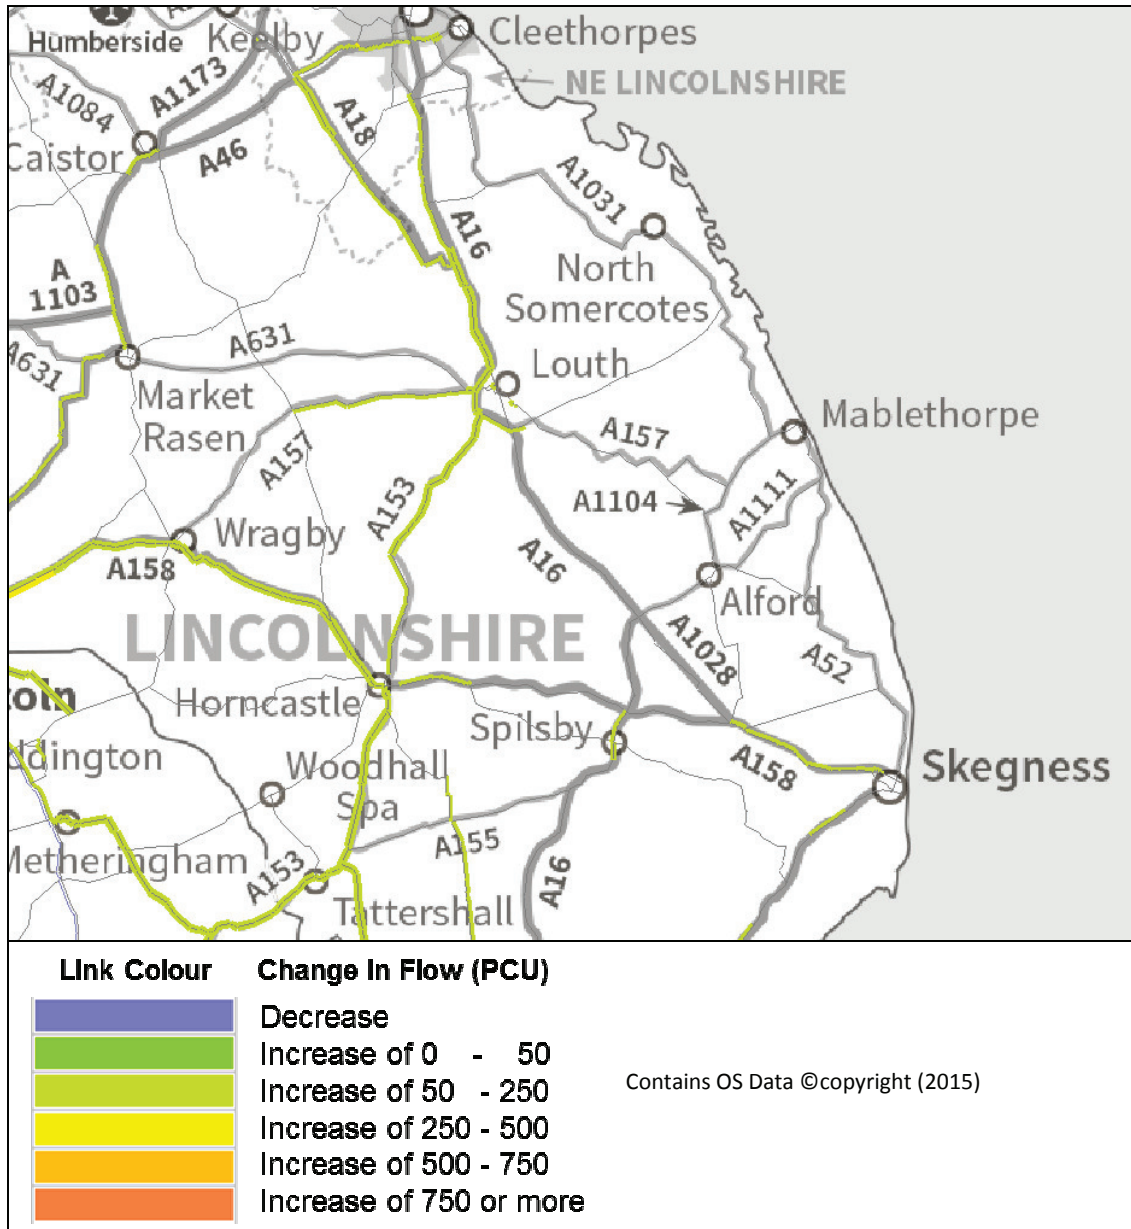 Humberside
Keelby
Cleethorpes
NE LINCOLNSHIRE
A1084
A1173
A18
Caistor
A46
A1031
A16
A
1103
North
Somercotes
A631
A631
Louth
Market
Rasen
Mablethorpe
A157
A157
A1104
A1111
A153
Wragby
A158
A16
Alford
LINCOLNSHIRE
A1028
A52
coln
Horncastle
Spilsby
ddington
Woodhall
Spa
A158
Skegness
Metheringham
A155
A153
A16
Tattershall
Link Colour Change in Flow (PCU)
Decrease
Increase of 0 - 50
Increase of 50 - 250
Increase of 250 - 500
Increase of 500 - 750
Increase of 750 or more
Contains OS Data ©copyright (2015)